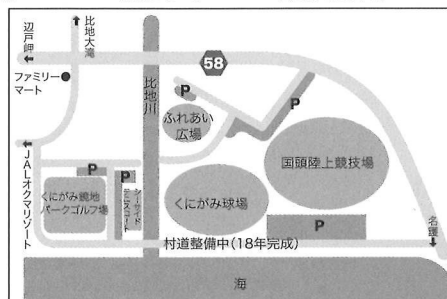 比地大滝
辺戸岬
58
ファミリー
マート
比地川
P
P
ふれあい
広場
国頭陸上競技場
JALオクマリゾート
P
P
シーサイド
テニスコート
くにがみ鏡地
パークゴルフ場
くにがみ球場
P
名護
村道整備中(18年完成)
海